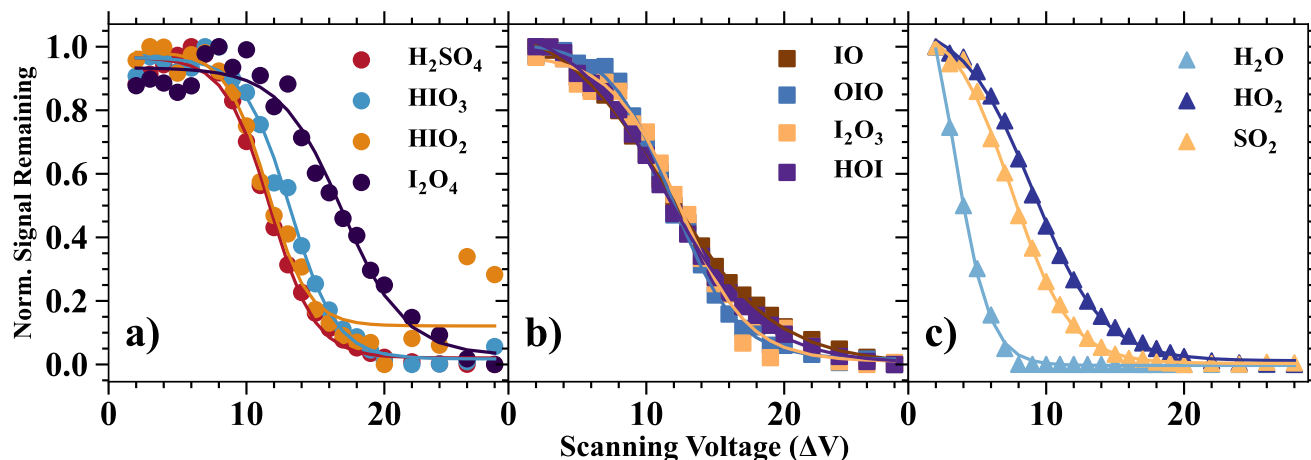 Norm. Signal Remaining
1.0
0.8
0.6
0.4
0.2
0.0
H₂SO₄
HIO₃
HIO₂
I₂O₄
a)
0
10
20
IO
OIO
I₂O₃
HOI
b)
0
10
20
H₂O
HO₂
SO₂
c)
0
10
20
Scanning Voltage (ΔV)